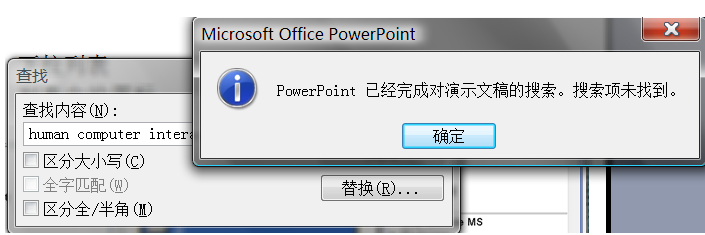 Microsoft Office PowerPoint
PowerPoint 已经完成对演示文稿的搜索。搜索项未找到。
确定
查找
查找内容(N):
human computer intera
区分大小写(C)
全字匹配(W)
区分全/半角(M)
替换(R)...
MS